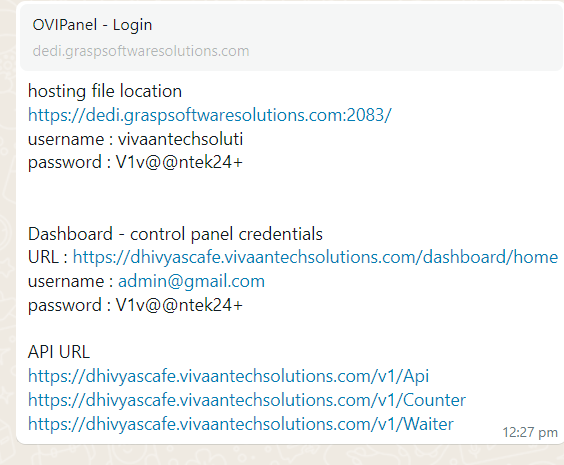 OVIPanel - Login
dedi.graspsoftwaresolutions.com
hosting file location
https://dedi.graspsoftwaresolutions.com:2083/
username : vivaantechsoluti
password : V1v@@ntek24+
Dashboard - control panel credentials
URL : https://dhivyascafe.vivaantechsolutions.com/dashboard/home
username : admin@gmail.com
password : V1v@@ntek24+
API URL
https://dhivyascafe.vivaantechsolutions.com/v1/Api
https://dhivyascafe.vivaantechsolutions.com/v1/Counter
https://dhivyascafe.vivaantechsolutions.com/v1/Waiter
12:27 pm